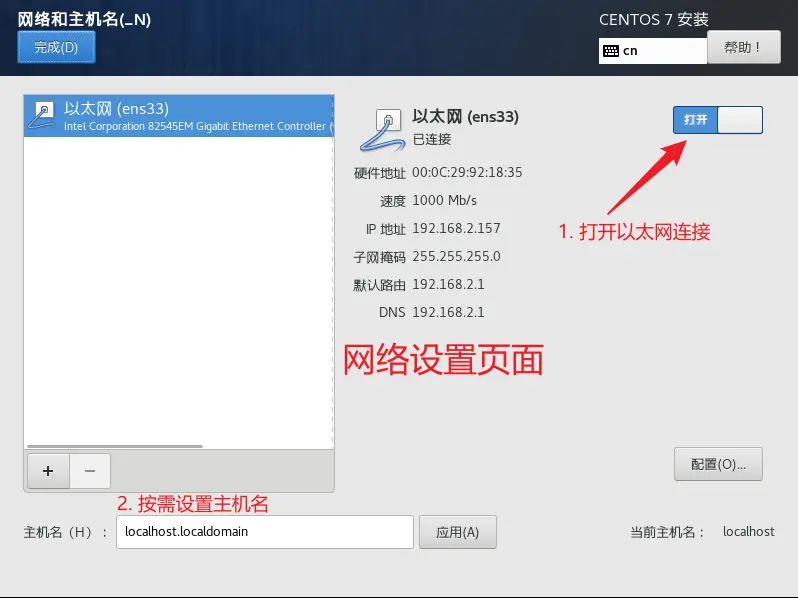 网络和主机名(_N)
CENTOS 7 安装
完成(D)
cn
帮助！
以太网 (ens33)
Intel Corporation 82545EM Gigabit Ethernet Controller (
以太网 (ens33)
已连接
打开
硬件地址 00:0C:29:92:18:35
速度 1000 Mb/s
IP 地址 192.168.2.157
子网掩码 255.255.255.0
默认路由 192.168.2.1
DNS 192.168.2.1
1. 打开以太网连接
网络设置页面
+ −
配置(O)...
2. 按需设置主机名
主机名（H）： localhost.localdomain 应用(A) 当前主机名： localhost